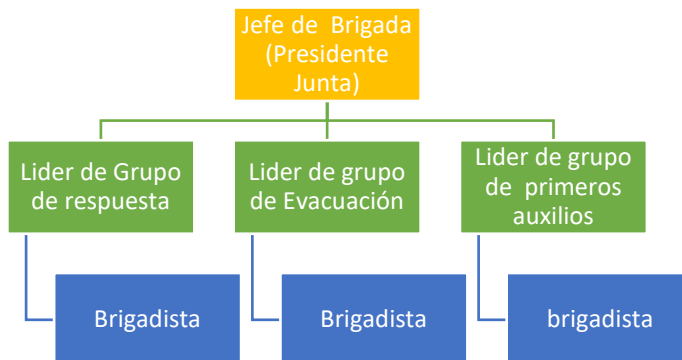 Jefe de Brigada
(Presidente
Junta)
Lider de Grupo
de respuesta
Lider de grupo
de Evacuación
Lider de grupo
de primeros
auxilios
Brigadista
Brigadista
brigadista